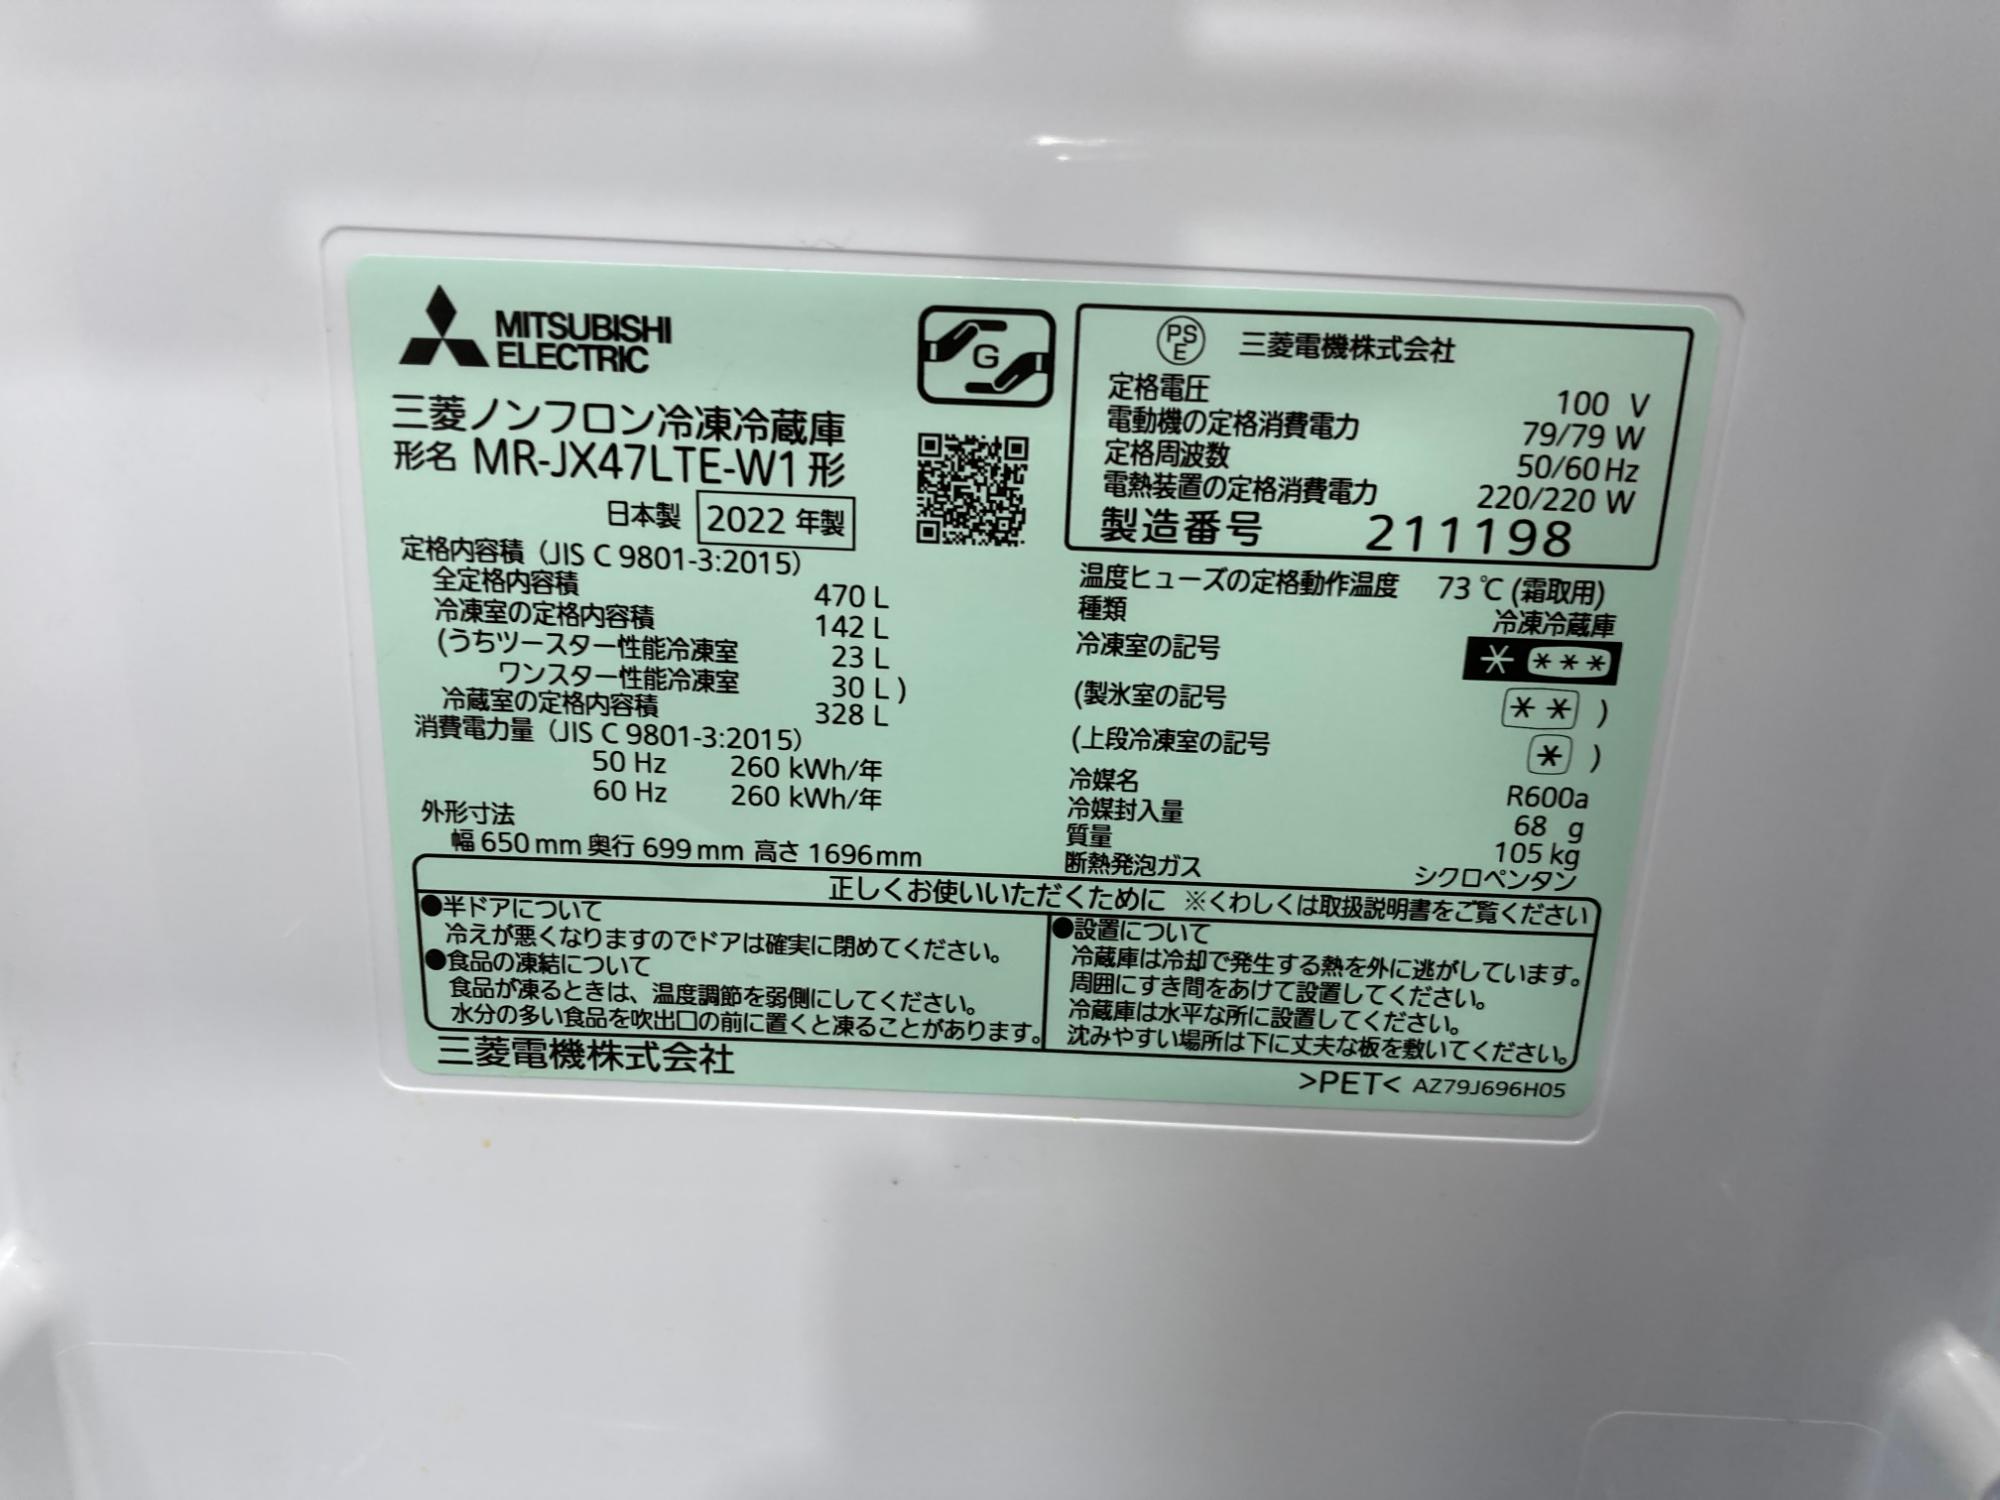 MITSUBISHI
ELECTRIC
三菱ノンフロン冷凍冷蔵庫
形名 MR-JX47LTE-W1形
日本製 2022年製
定格内容積 (JIS C 9801-3:2015)
全定格内容積 470 L
冷凍室の定格内容積 142 L
(うちツースター性能冷凍室 23 L
ワンスター性能冷凍室 30 L)
冷蔵室の定格内容積 328 L
消費電力量 (JIS C 9801-3:2015)
50 Hz 260 kWh/年
60 Hz 260 kWh/年
外形寸法
幅 650 mm 奥行 699 mm 高さ 1696 mm
G
PS
E
三菱電機株式会社
定格電圧 100 V
電動機の定格消費電力 79/79 W
定格周波数 50/60 Hz
電熱装置の定格消費電力 220/220 W
製造番号 211198
温度ヒューズの定格動作温度 73 ℃ (霜取用)
種類 冷凍冷蔵庫
冷凍室の記号 * ***
(製氷室の記号 **)
(上段冷凍室の記号 *)
冷媒名 R600a
冷媒封入量 68 g
質量 105 kg
断熱発泡ガス シクロペンタン
正しくお使いいただくために ※くわしくは取扱説明書をご覧ください
●半ドアについて
冷えが悪くなりますのでドアは確実に閉めてください。
●食品の凍結について
食品が凍るときは、温度調節を弱側にしてください。
水分の多い食品を吹出口の前に置くと凍ることがあります。
●設置について
冷蔵庫は冷却で発生する熱を外に逃がしています。
周囲にすき間をあけて設置してください。
冷蔵庫は水平な所に設置してください。
沈みやすい場所は下に丈夫な板を敷いてください。
三菱電機株式会社
>PET< AZ79J696H05